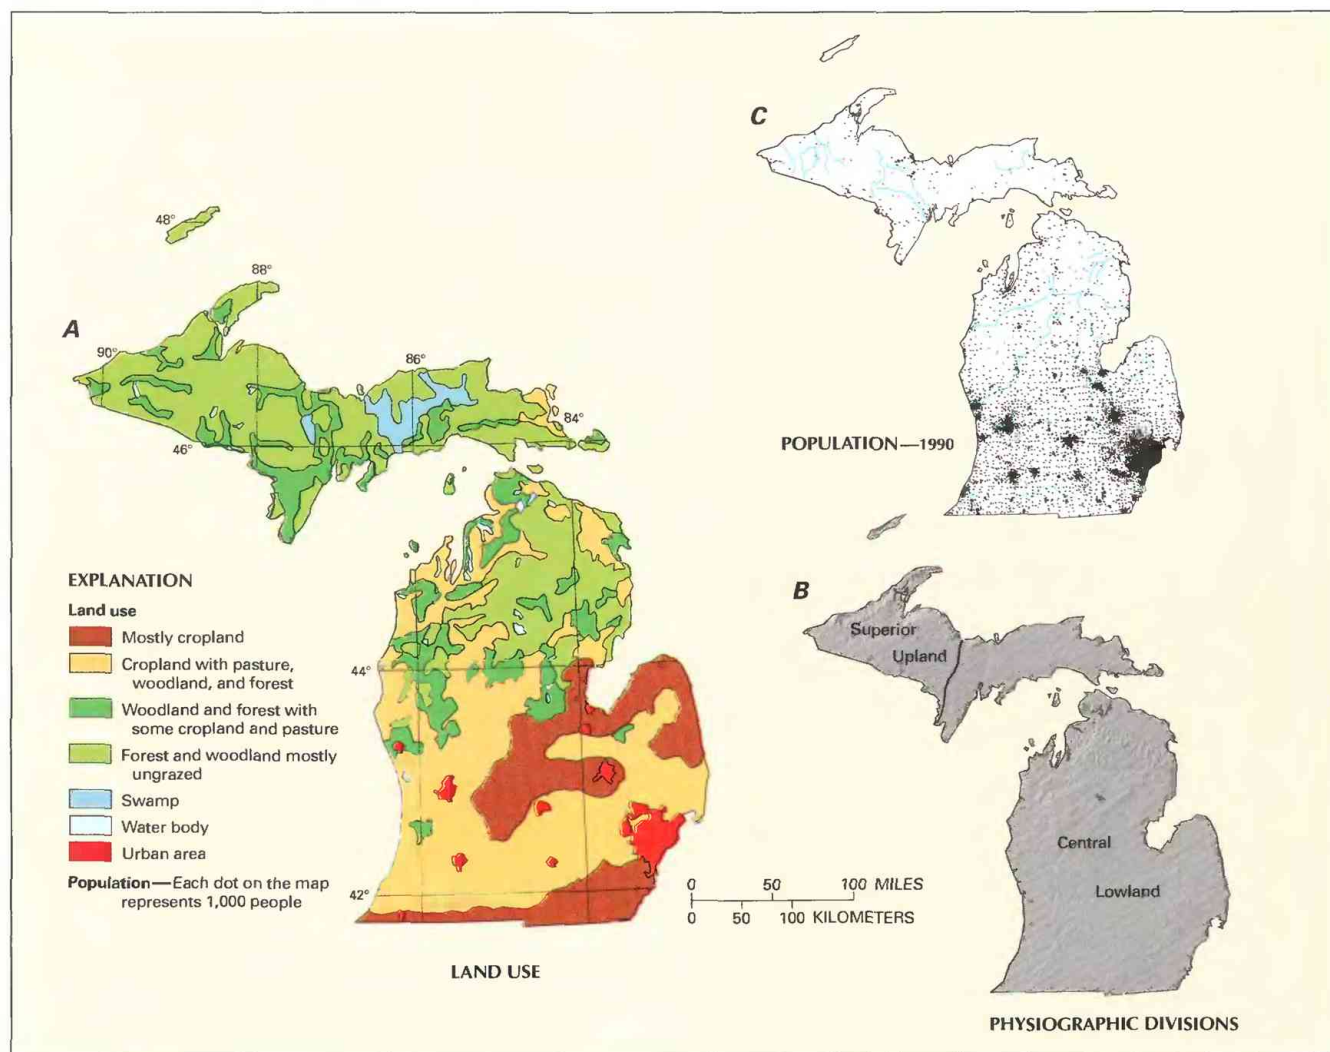 A
48°
88°
90°
86°
84°
46°
44°
42°
EXPLANATION
Land use
Mostly cropland
Cropland with pasture,
woodland, and forest
Woodland and forest with
some cropland and pasture
Forest and woodland mostly
ungrazed
Swamp
Water body
Urban area
Population—Each dot on the map
represents 1,000 people
0 50 100 MILES
0 50 100 KILOMETERS
LAND USE
C
POPULATION—1990
B
Superior
Upland
Central
Lowland
PHYSIOGRAPHIC DIVISIONS